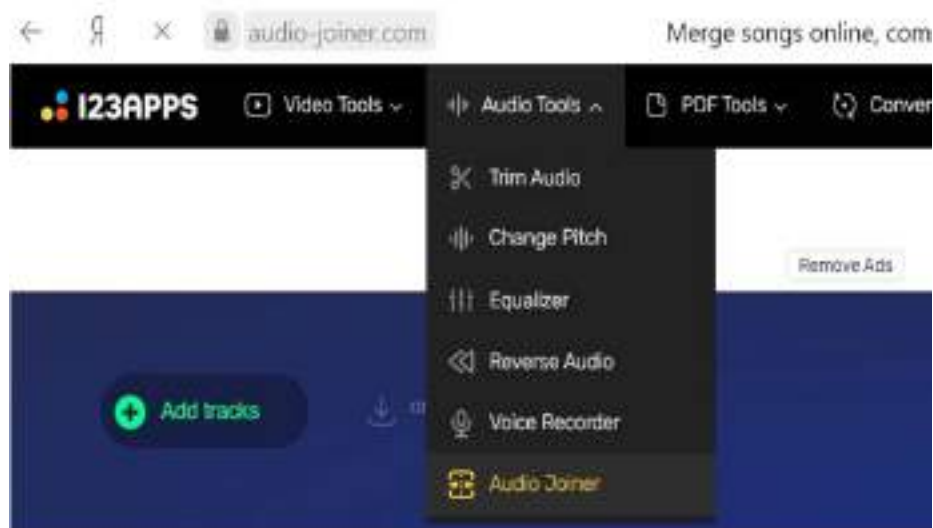 Я audio-joiner.com Merge songs online, com
123APPS Video Tools Audio Tools PDF Tools Conver
Trim Audio
Change Pitch
Remove Ads
Equalizer
Reverse Audio
Add tracks or
Voice Recorder
Audio Joiner